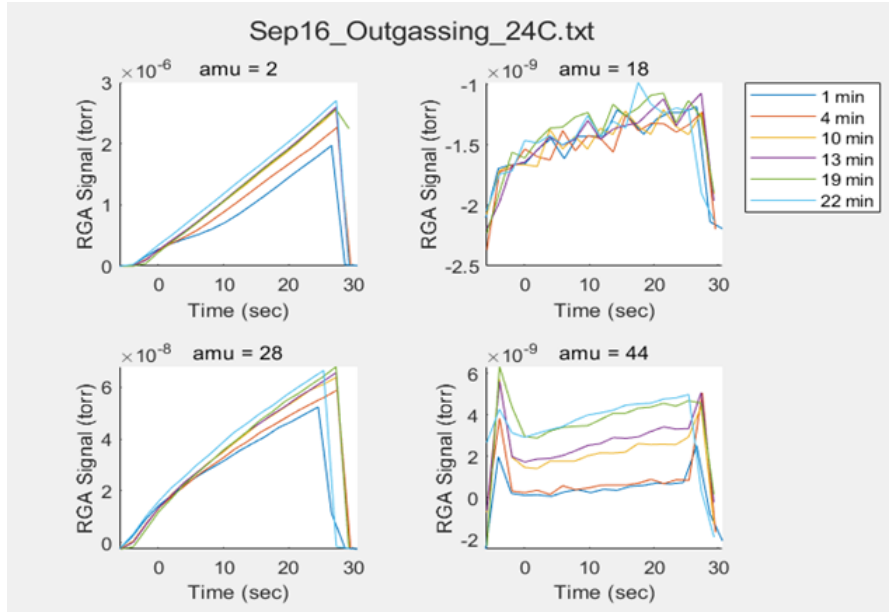 Sep16_Outgassing_24C.txt
×10-6
amu = 2
3
2
1
0
RGA Signal (torr)
0
10
20
30
Time (sec)
×10-9
amu = 18
-1
-1.5
-2
-2.5
RGA Signal (torr)
0
10
20
30
Time (sec)
1 min
4 min
10 min
13 min
19 min
22 min
×10-8
amu = 28
6
4
2
0
RGA Signal (torr)
0
10
20
30
Time (sec)
×10-9
amu = 44
6
4
2
0
-2
RGA Signal (torr)
0
10
20
30
Time (sec)